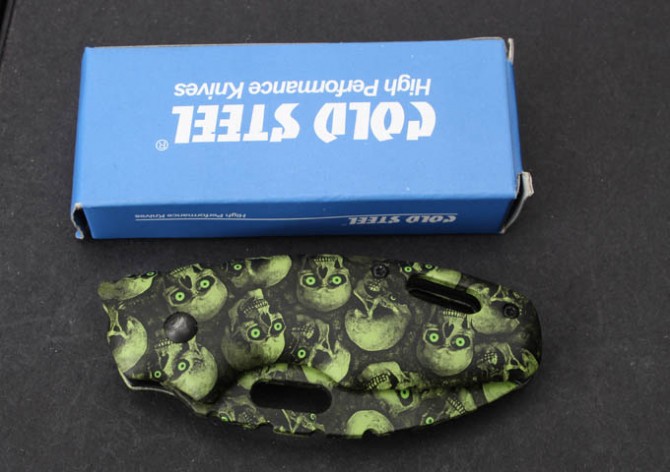 COLD STEEL®
High Performance Knives
COLD STEEL
High Performance Knives